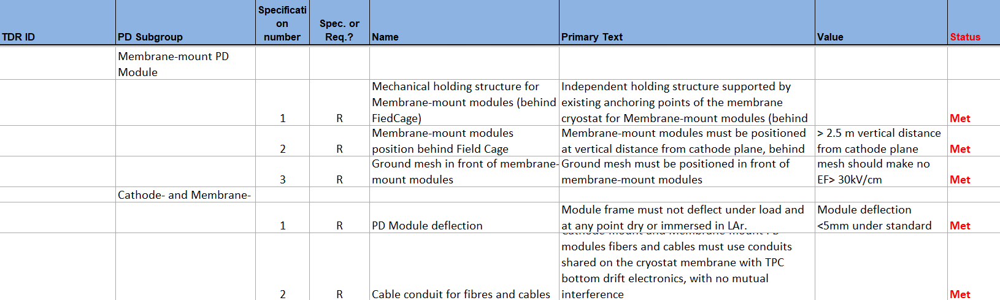 Specificati
on
number
Spec. or
Req.?
TDR ID
PD Subgroup
Name
Primary Text
Value
Status
Membrane-mount PD
Module
1
R
Mechanical holding structure for
Membrane-mount modules (behind
FiedCage)
Independent holding structure supported by
existing anchoring points of the membrane
cryostat for Membrane-mount modules (behind
Met
2
R
Membrane-mount modules
position behind Field Cage
Membrane-mount modules must be positioned
at vertical distance from cathode plane, behind
> 2.5 m vertical distance
from cathode plane
Met
3
R
Ground mesh in front of membrane-
mount modules
Ground mesh must be positioned in front of
membrane-mount modules
mesh should make no
EF> 30kV/cm
Met
Cathode- and Membrane-
1
R
PD Module deflection
Module frame must not deflect under load and
at any point dry or immersed in LAr.
Module deflection
<5mm under standard
Met
2
R
Cable conduit for fibres and cables
modules fibers and cables must use conduits
shared on the cryostat membrane with TPC
bottom drift electronics, with no mutual
interference
Met